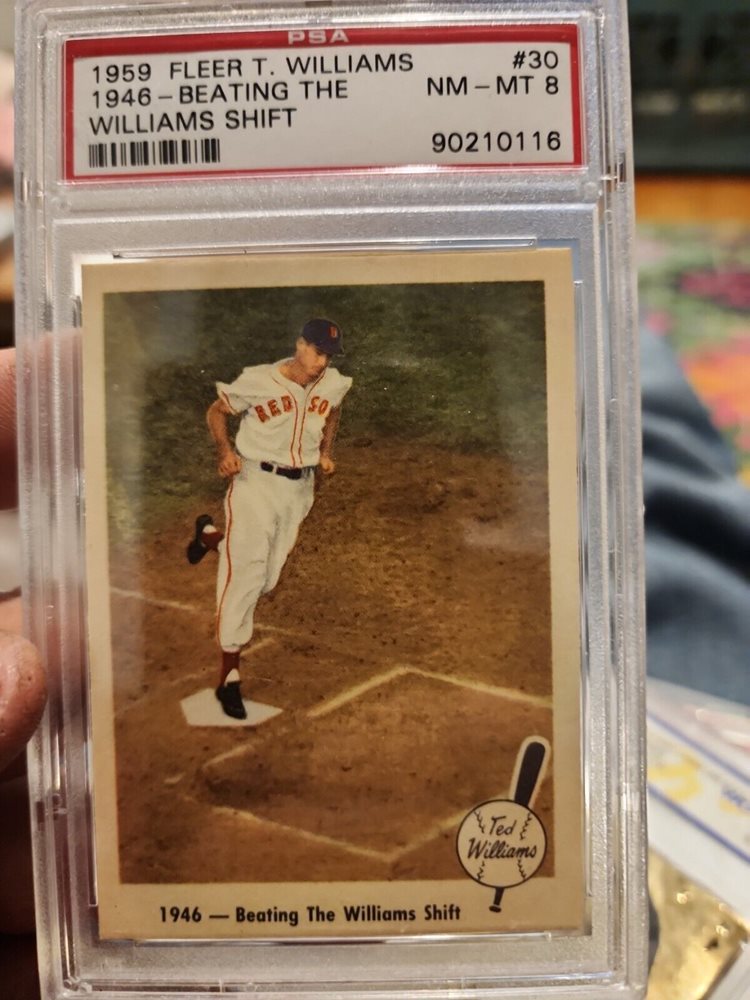 PSA
1959 FLEER T. WILLIAMS #30
1946 - BEATING THE NM - MT 8
WILLIAMS SHIFT 90210116
B
RED SO
Ted
Williams
1946 — Beating The Williams Shift